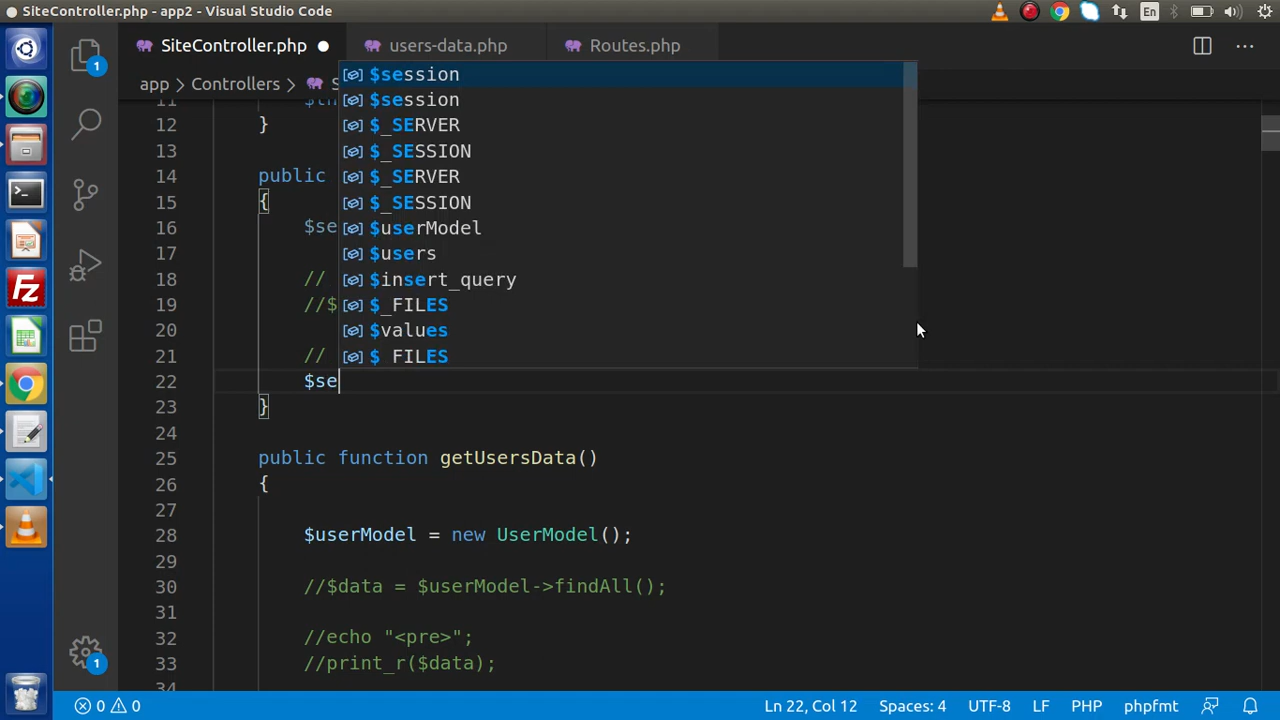 SiteController.php - app2 - Visual Studio Code
En
SiteController.php
users-data.php
Routes.php
1
app > Controllers >
$session
$session
$_SERVER
$_SESSION
$_SERVER
$_SESSION
$userModel
$users
$insert_query
$_FILES
$values
$_FILES
12 }
13
14 public
15 {
16 $se
17
18 //
19 //$
20
21 //
22 $se
23 }
24
25 public function getUsersData()
26 {
27
28 $userModel = new UserModel();
29
30 //$data = $userModel->findAll();
31
32 //echo "<pre>";
33 //print_r($data);
34
1
0 0 Ln 22, Col 12 Spaces: 4 UTF-8 LF PHP phpfmt